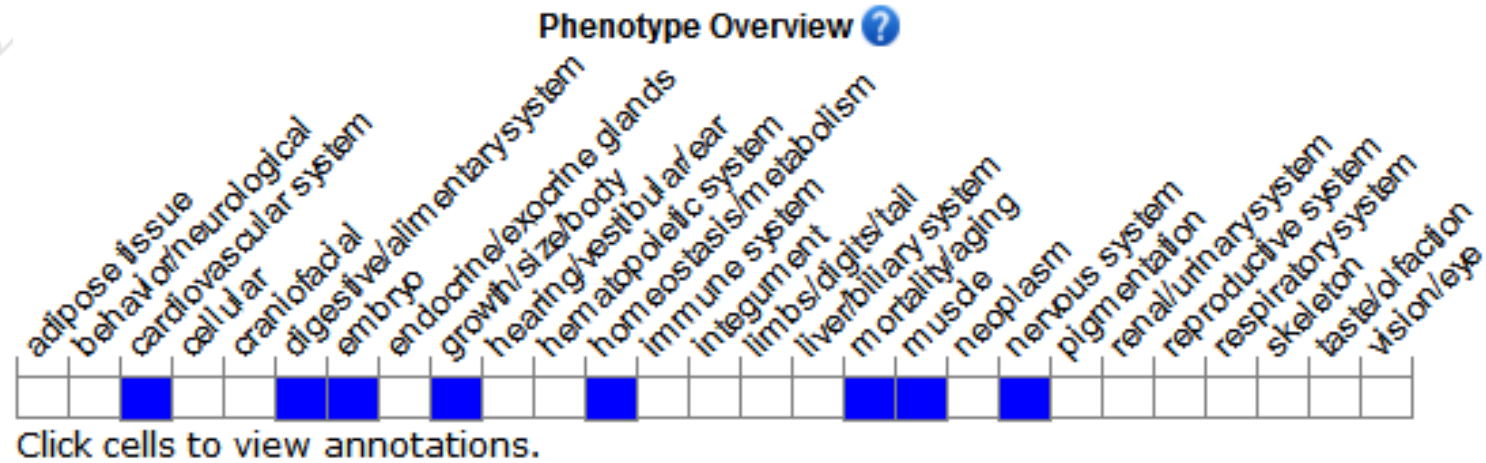 Phenotype Overview ?
adipose tissue
behavior/neurological
cardiovascular system
cellular
craniofacial
digestive/alimentary system
embryo
endocrine/exocrine glands
growth/size/body
hearing/vestibular/ear
hematopoietic system
homeostasis/metabolism
immune system
integument
limbs/digits/tail
liver/biliary system
mortality/aging
muscle
neoplasm
nervous system
pigmentation
renal/urinary system
reproductive system
respiratory system
skeleton
taste/olfaction
vision/eye
Click cells to view annotations.